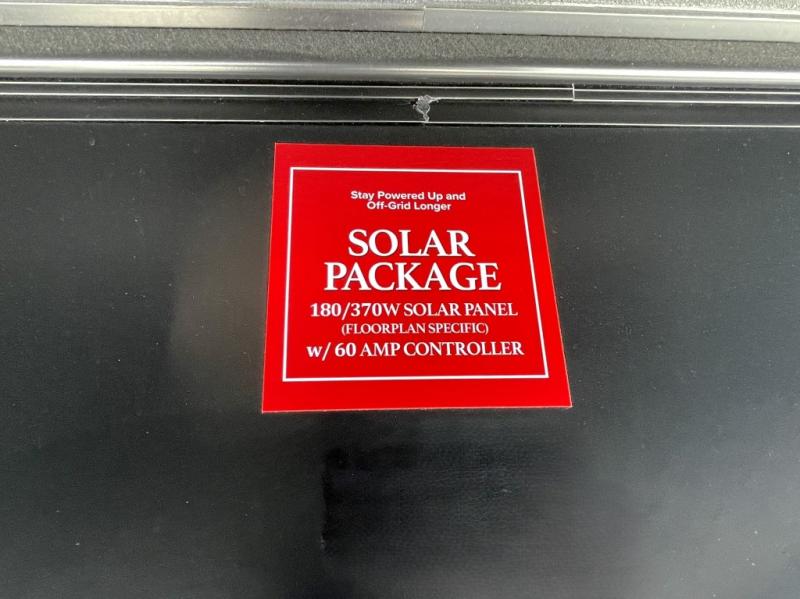 Stay Powered Up and
Off-Grid Longer
SOLAR
PACKAGE
180/370W SOLAR PANEL
(FLOORPLAN SPECIFIC)
w/ 60 AMP CONTROLLER